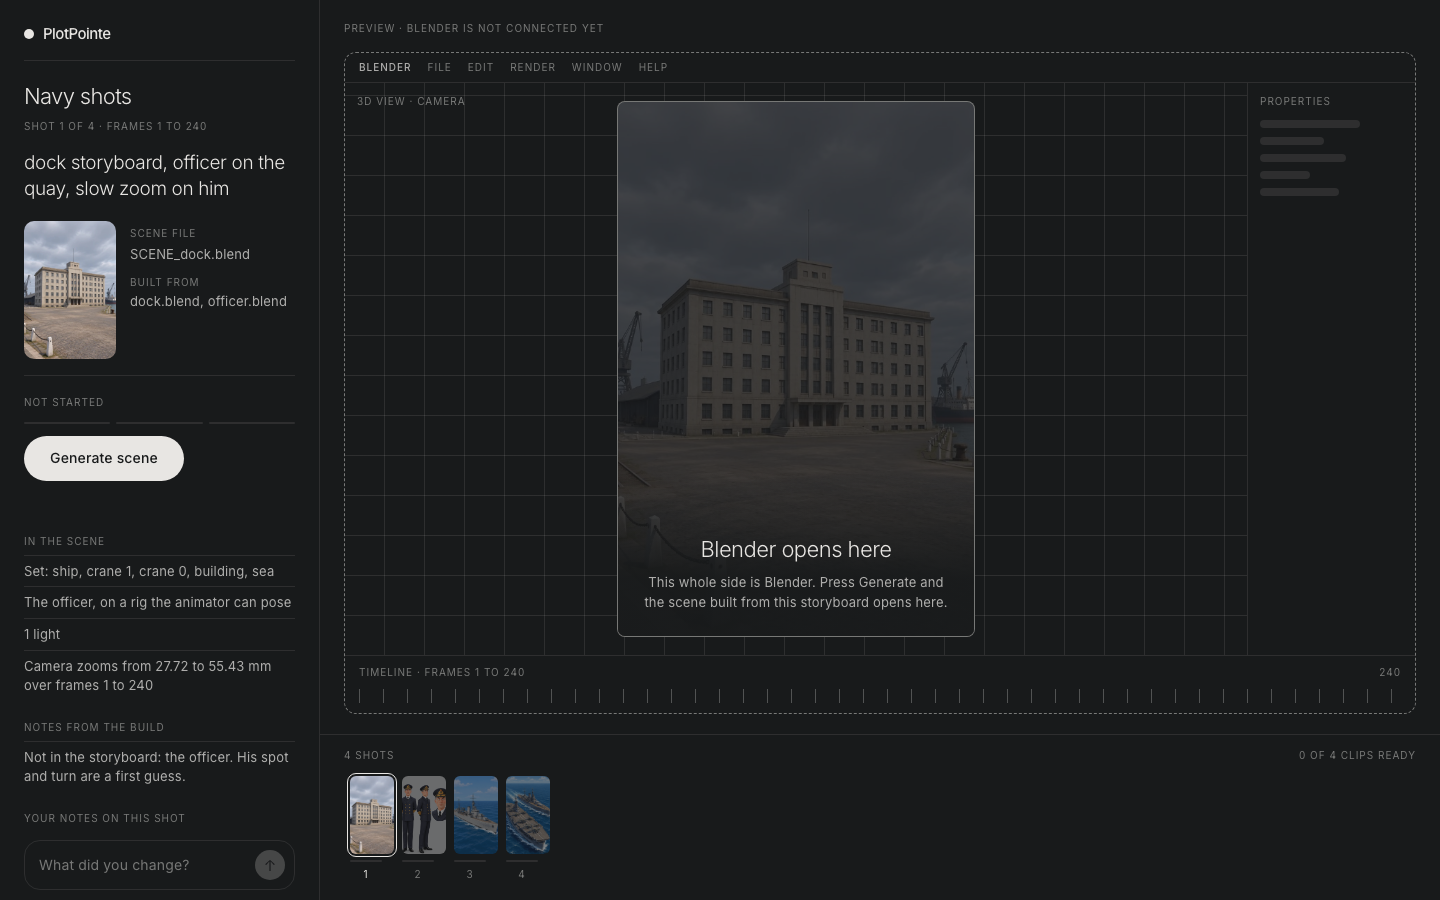 PlotPointe
Navy shots
SHOT 1 OF 4 · FRAMES 1 TO 240
dock storyboard, officer on the
quay, slow zoom on him
SCENE FILE
SCENE_dock.blend
BUILT FROM
dock.blend, officer.blend
NOT STARTED
Generate scene
IN THE SCENE
Set: ship, crane 1, crane 0, building, sea
The officer, on a rig the animator can pose
1 light
Camera zooms from 27.72 to 55.43 mm
over frames 1 to 240
NOTES FROM THE BUILD
Not in the storyboard: the officer. His spot
and turn are a first guess.
YOUR NOTES ON THIS SHOT
What did you change?
PREVIEW · BLENDER IS NOT CONNECTED YET
BLENDER FILE EDIT RENDER WINDOW HELP
3D VIEW · CAMERA
PROPERTIES
Blender opens here
This whole side is Blender. Press Generate and
the scene built from this storyboard opens here.
TIMELINE · FRAMES 1 TO 240
240
4 SHOTS
0 OF 4 CLIPS READY
1 2 3 4